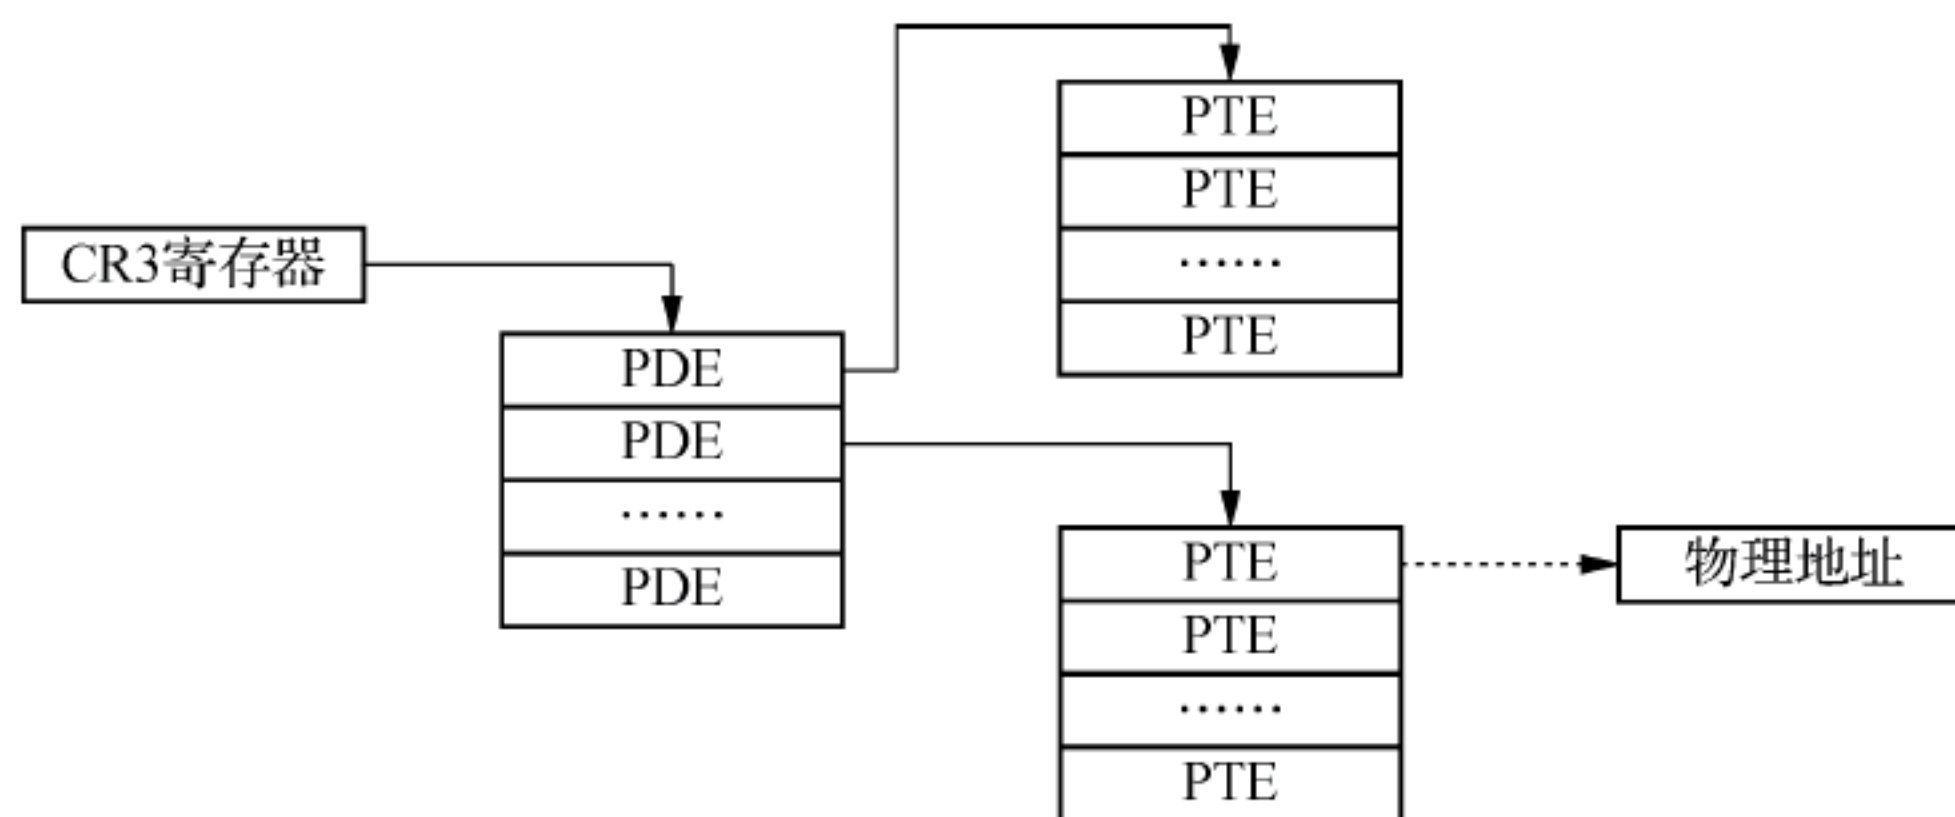 CR3寄存器
PDE
PDE
……
PDE
PTE
PTE
……
PTE
PTE
PTE
……
PTE
物理地址